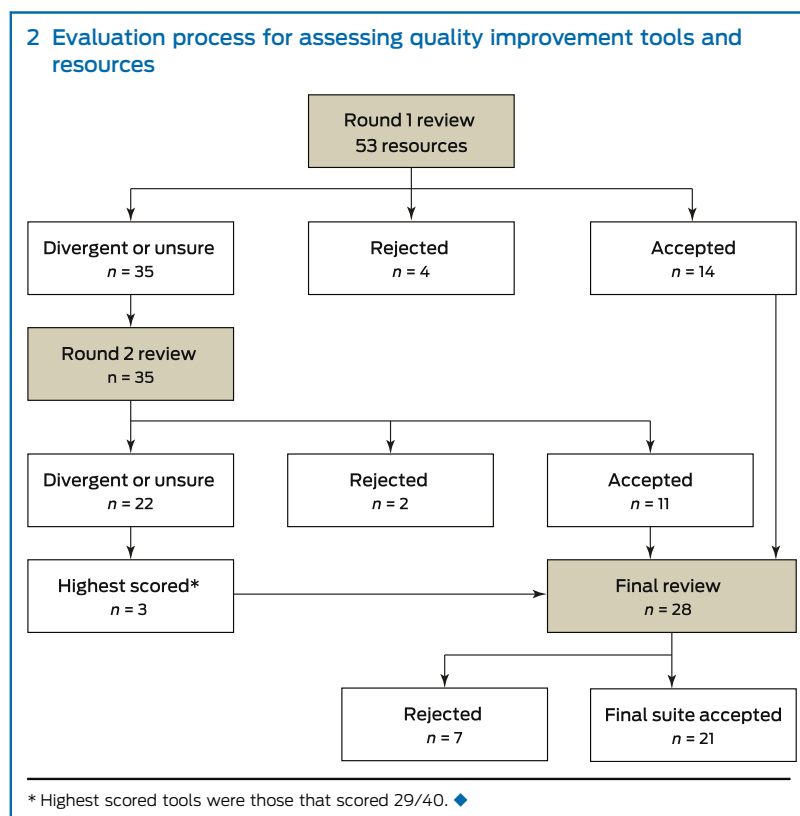 2 Evaluation process for assessing quality improvement tools and
resources
Round 1 review
53 resources
Divergent or unsure
n = 35
Rejected
n = 4
Accepted
n = 14
Round 2 review
n = 35
Divergent or unsure
n = 22
Rejected
n = 2
Accepted
n = 11
Highest scored*
n = 3
Final review
n = 28
Rejected
n = 7
Final suite accepted
n = 21
* Highest scored tools were those that scored 29/40. ◆